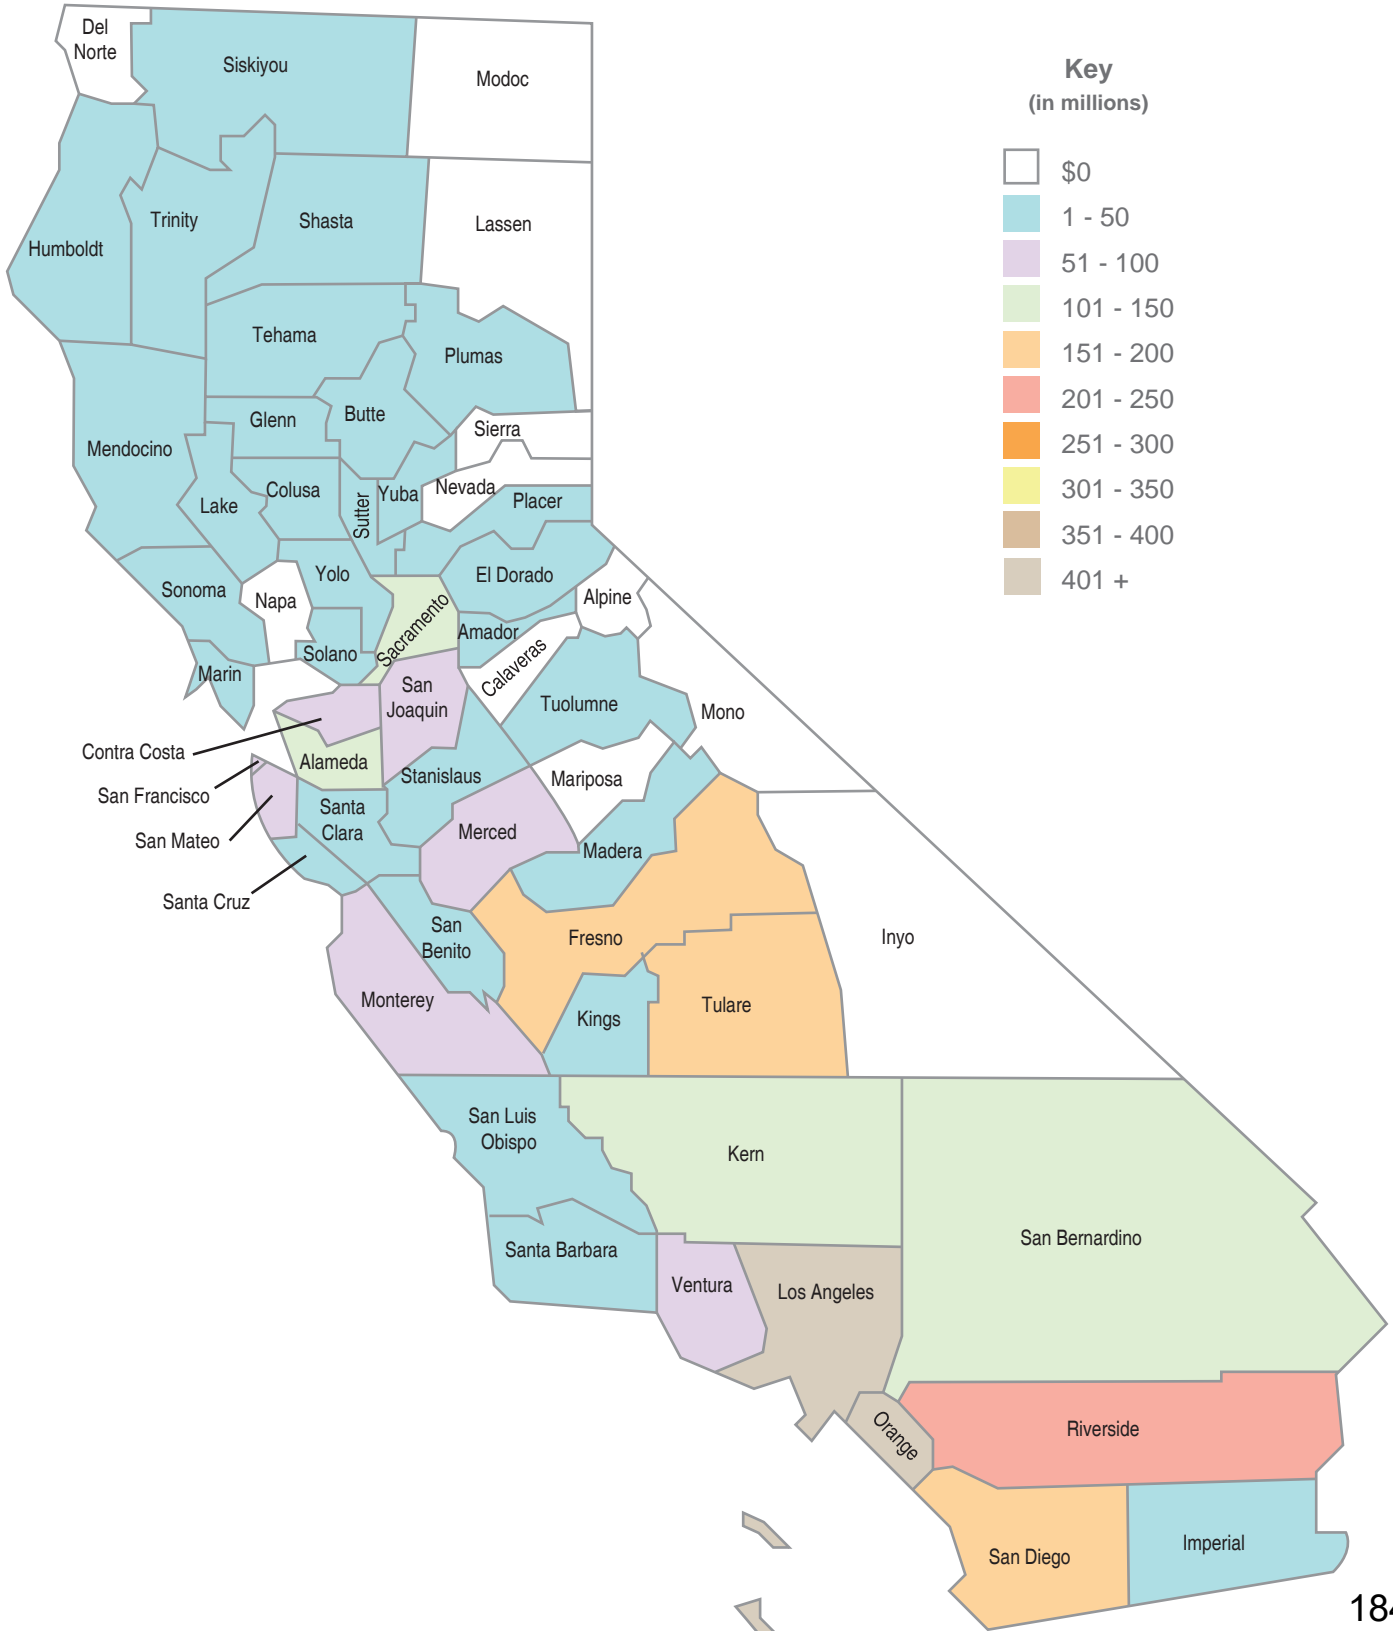 Del
Norte
Siskiyou
Modoc
Key
(in millions)
$0
1 - 50
51 - 100
101 - 150
151 - 200
201 - 250
251 - 300
301 - 350
351 - 400
401 +
Humboldt
Trinity
Shasta
Lassen
Tehama
Plumas
Mendocino
Glenn
Butte
Sierra
Lake
Colusa
Sutter
Yuba
Nevada
Placer
Sonoma
Napa
Yolo
El Dorado
Alpine
Marin
Solano
Sacramento
Amador
Calaveras
San
Joaquin
Tuolumne
Mono
Contra Costa
Alameda
Stanislaus
Mariposa
San Francisco
Santa
Clara
San Mateo
Merced
Madera
Santa Cruz
San
Benito
Fresno
Inyo
Monterey
Kings
Tulare
San Luis
Obispo
Kern
San Bernardino
Santa Barbara
Ventura
Los Angeles
Orange
Riverside
San Diego
Imperial
184